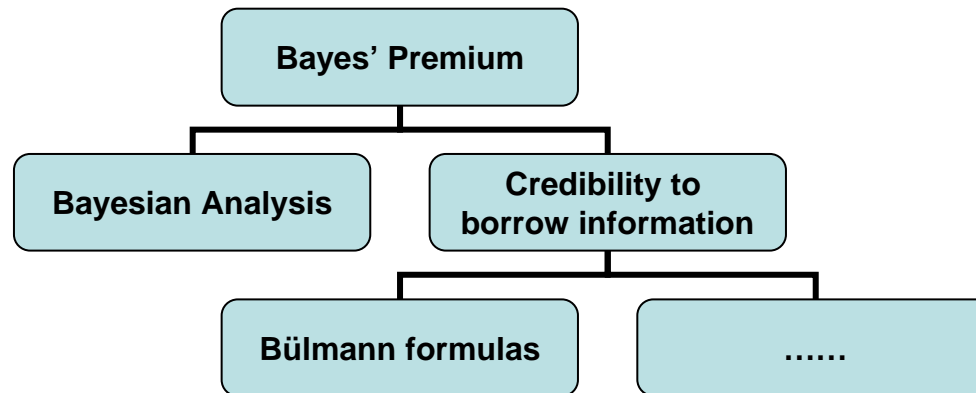 Bayes’ Premium
Bayesian Analysis
Credibility to
borrow information
Bülmann formulas
......